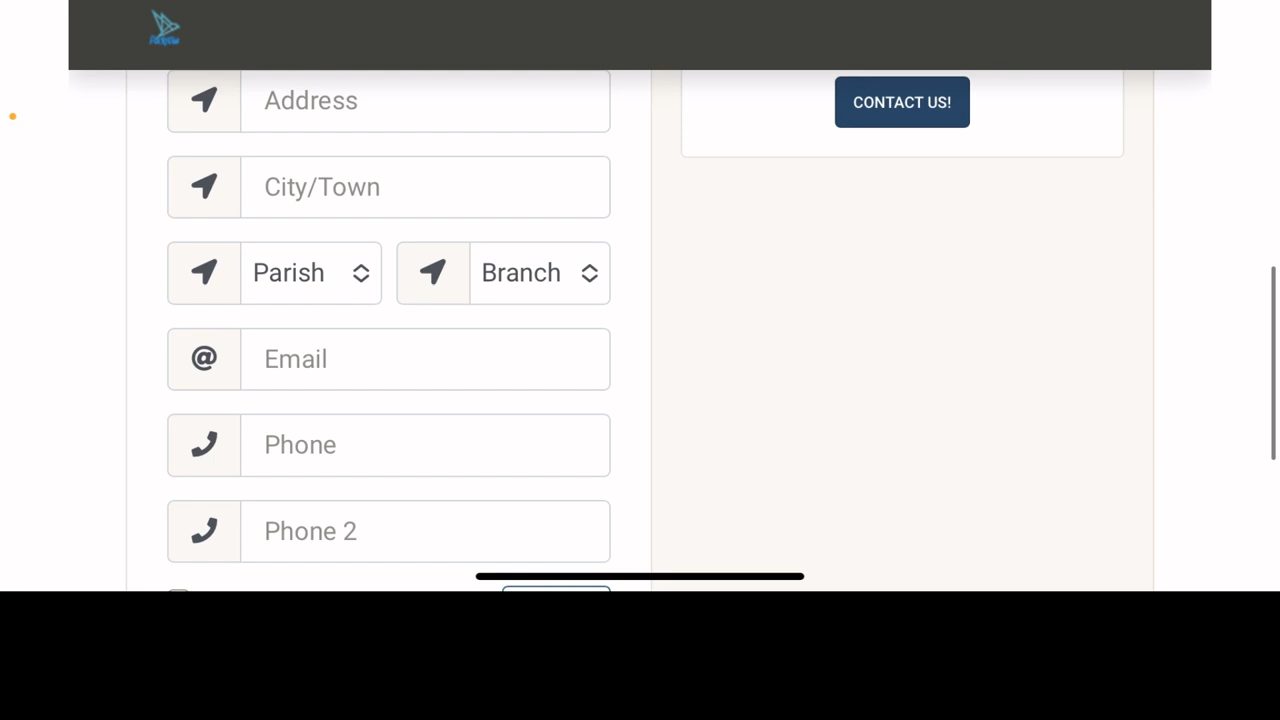 Address
CONTACT US!
City/Town
Parish
Branch
@
Email
Phone
Phone 2